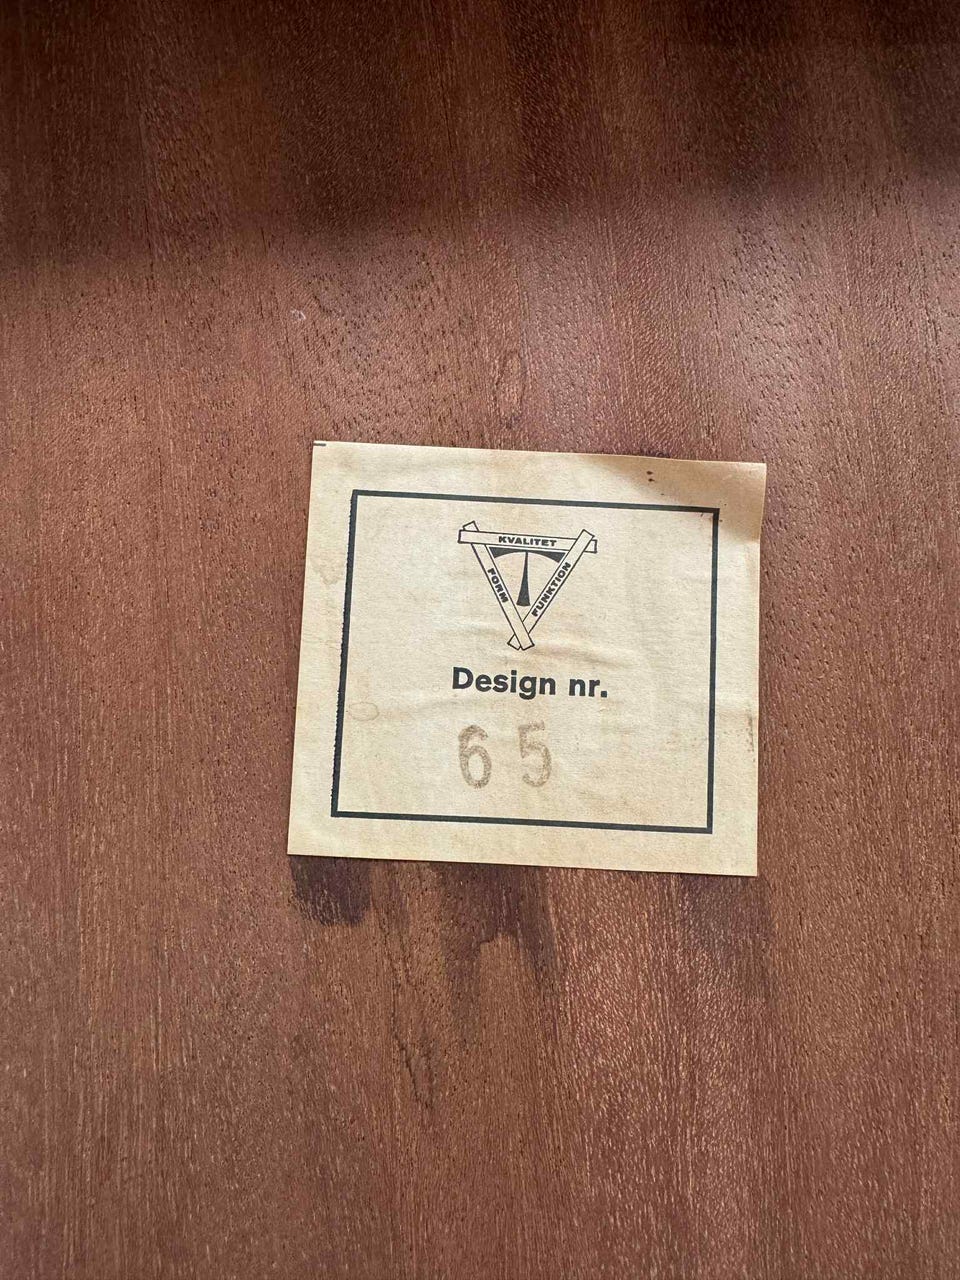 KVALITET
FORM
FUNKTION
Design nr.
65